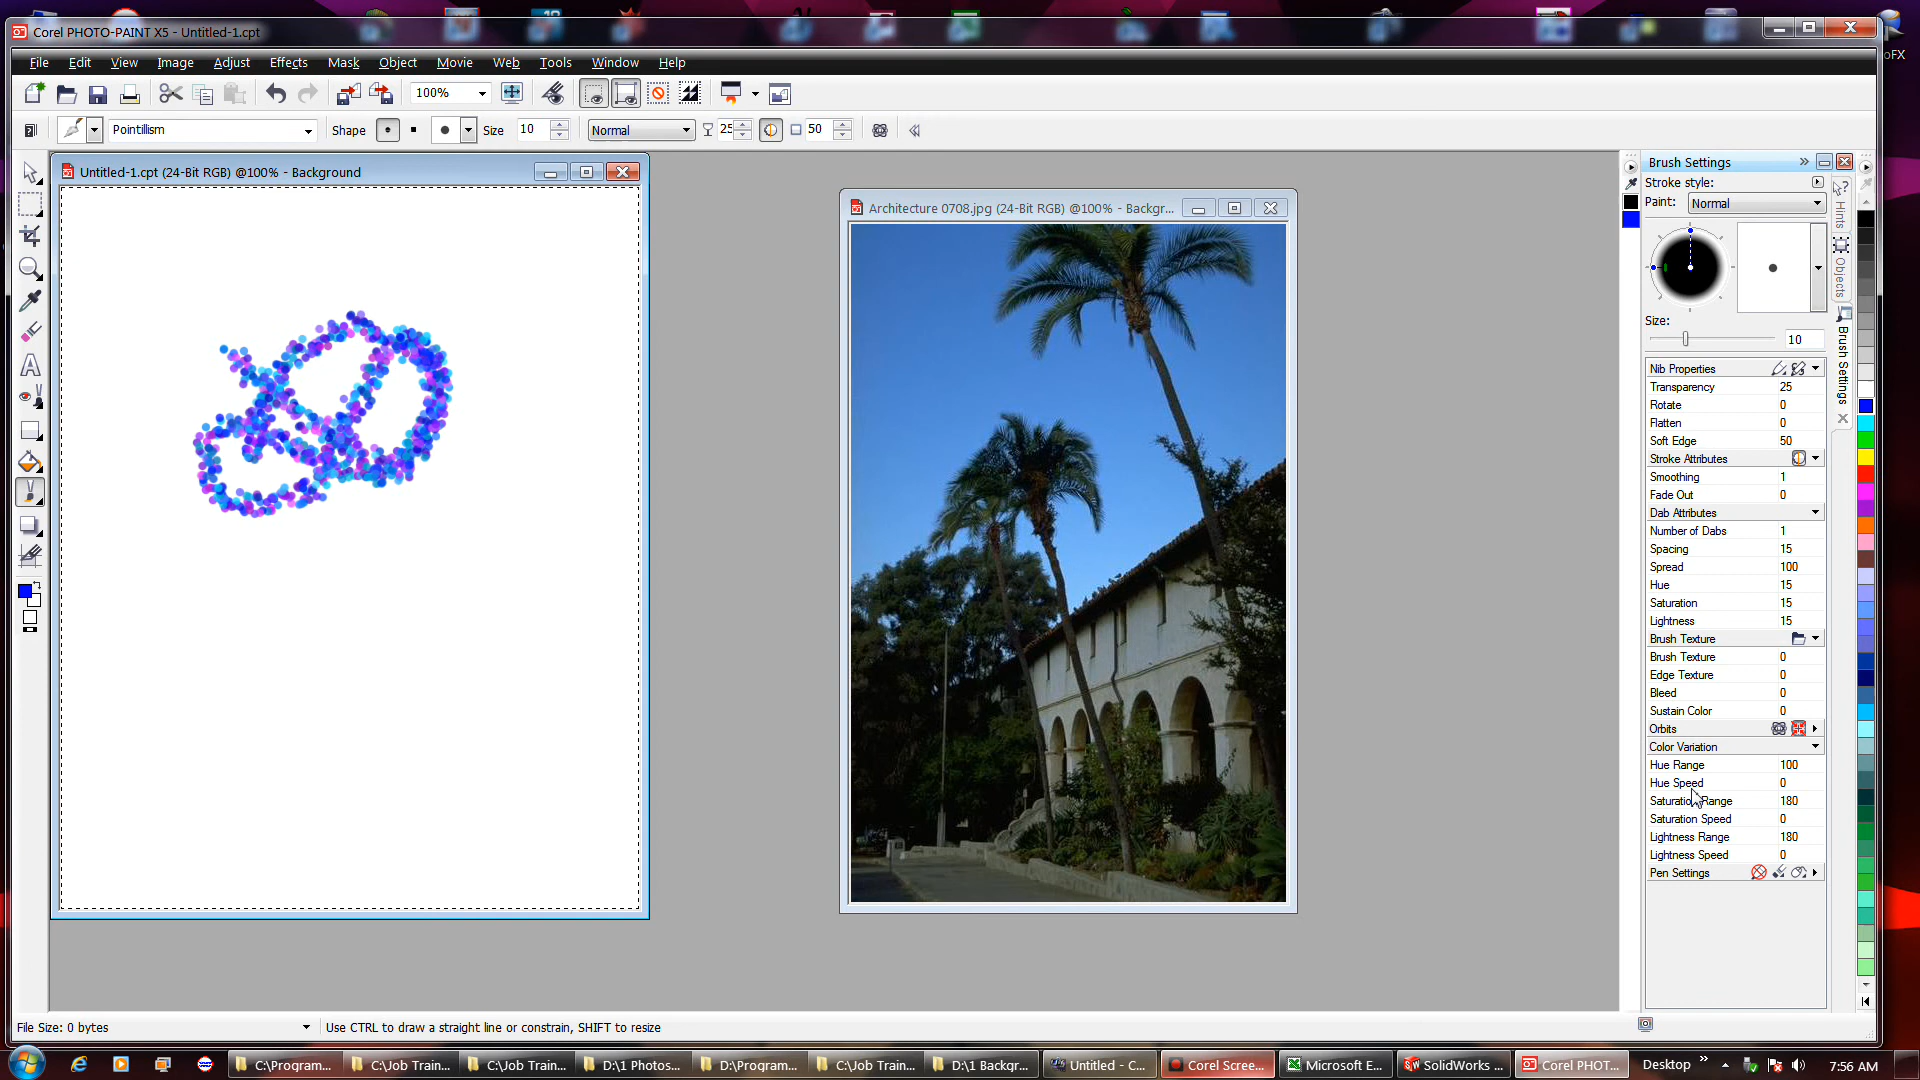 Corel PHOTO-PAINT X5 - Untitled-1.cpt
oFX
File Edit View Image Adjust Effects Mask Object Movie Web Tools Window Help
100%
Pointillism Shape Size 10 Normal 25 50
Untitled-1.cpt (24-Bit RGB) @100% - Background
Architecture 0708.jpg (24-Bit RGB) @100% - Backgr...
Brush Settings
Stroke style:
Paint: Normal
Size:
10
Nib Properties
Transparency 25
Rotate 0
Flatten 0
Soft Edge 50
Stroke Attributes
Smoothing 1
Fade Out 0
Dab Attributes
Number of Dabs 1
Spacing 15
Spread 100
Hue 15
Saturation 15
Lightness 15
Brush Texture
Brush Texture 0
Edge Texture 0
Bleed 0
Sustain Color 0
Orbits
Color Variation
Hue Range 100
Hue Speed 0
Saturation Range 180
Saturation Speed 0
Lightness Range 180
Lightness Speed 0
Pen Settings
Hints
Objects
Brush Settings
File Size: 0 bytes Use CTRL to draw a straight line or constrain, SHIFT to resize
C:\Program... C:\Job Train... C:\Job Train... D:\1 Photos... D:\Program... C:\Job Train... D:\1 Backgr... Untitled - C... Corel Scree... Microsoft E... SolidWorks ... Corel PHOT... Desktop 7:56 AM